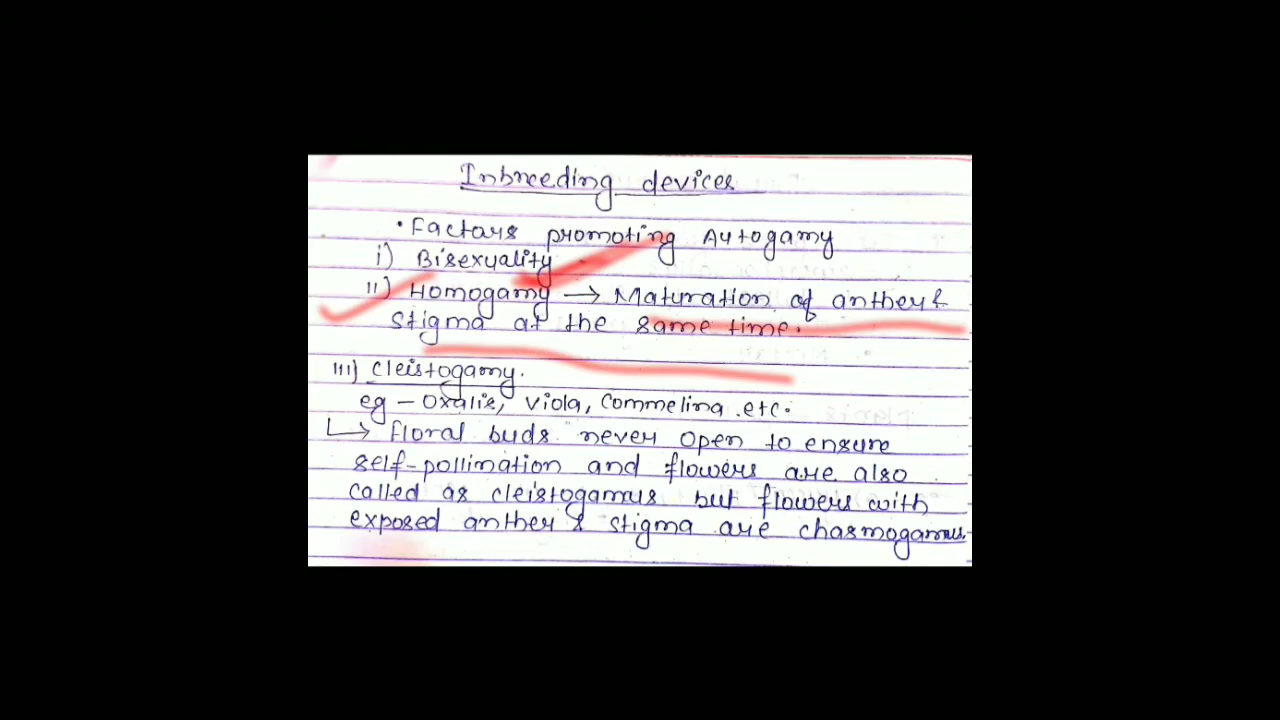 Inbreeding devices
• Factors promoting Autogamy
i) Bisexuality
ii) Homogamy → Maturation of anther &
stigma at the same time.
iii) Cleistogamy.
eg - Oxalis, Viola, Commelina etc.
↳ Floral buds never open to ensure
self-pollination and flowers are also
called as cleistogamus but flowers with
exposed anther & stigma are chasmogamus.